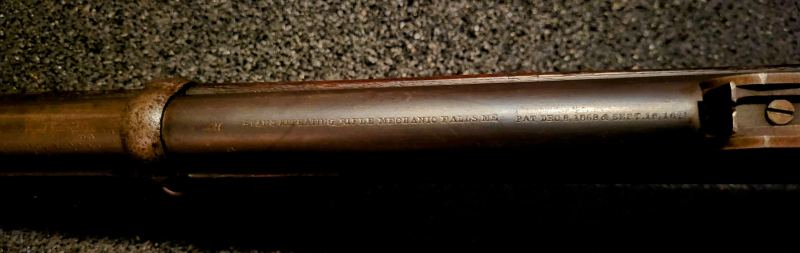 EVANS REPEATING RIFLE MECHANIC FALLS ME. PAT. DEC. 8, 1868 & SEPT. 16, 1871